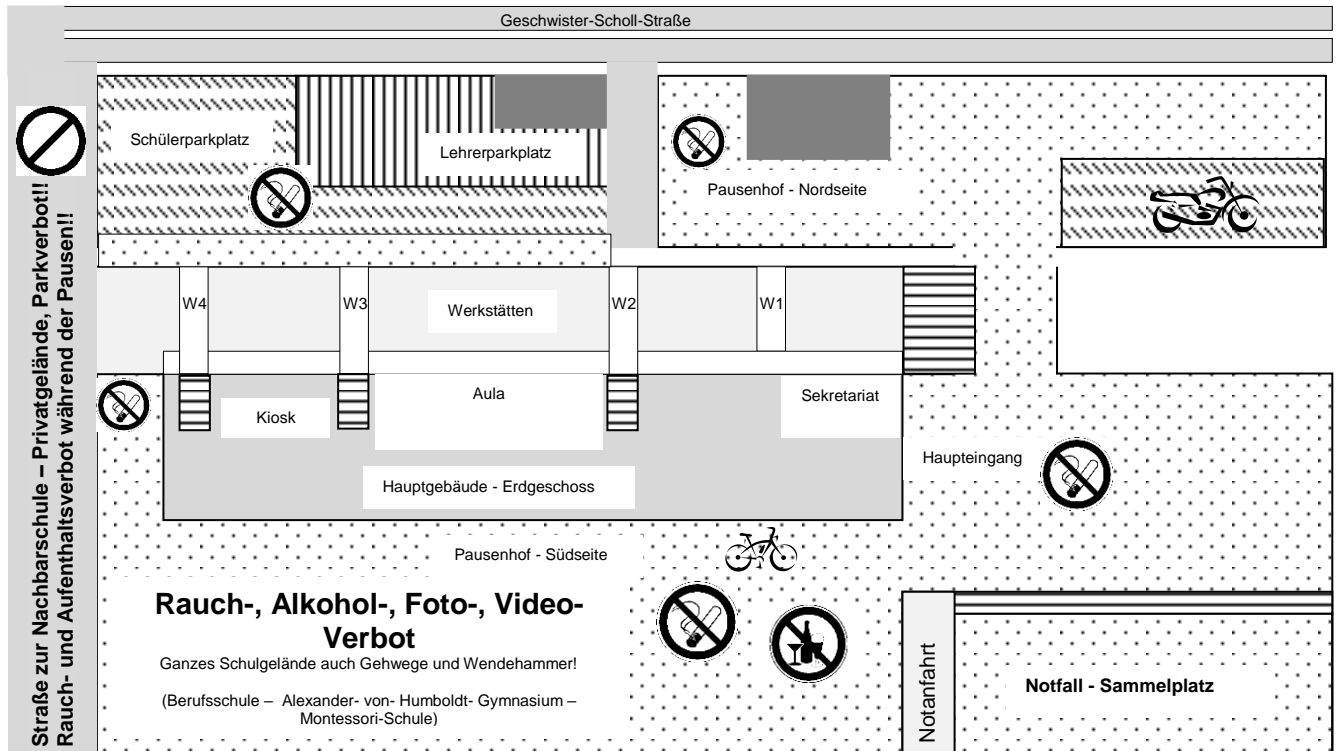 Geschwister-Scholl-Straße
Straße zur Nachbarschule – Privatgelände, Parkverbot!!
Rauch- und Aufenthaltsverbot während der Pausen!!
Schülerparkplatz
Lehrerparkplatz
Pausenhof - Nordseite
W4
W3
Werkstätten
W2
W1
Kiosk
Aula
Sekretariat
Hauptgebäude - Erdgeschoss
Haupteingang
Pausenhof - Südseite
Rauch-, Alkohol-, Foto-, Video-
Verbot
Ganzes Schulgelände auch Gehwege und Wendehammer!
(Berufsschule – Alexander- von- Humboldt- Gymnasium –
Montessori-Schule)
Notanfahrt
Notfall - Sammelplatz